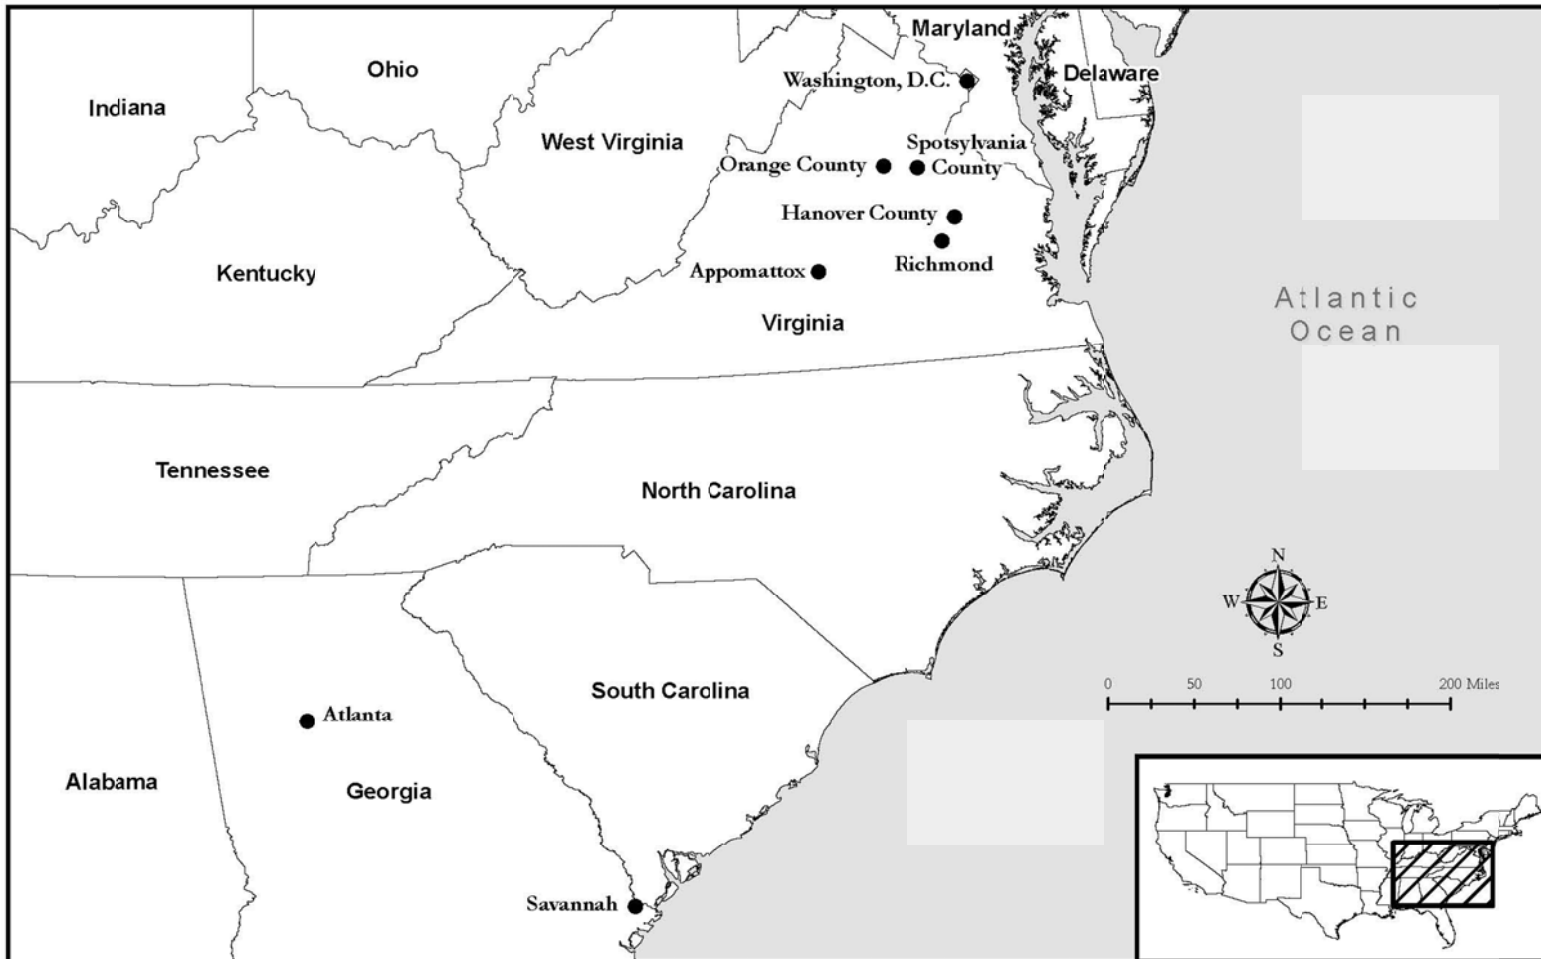 Maryland
Ohio
Washington, D.C.
Delaware
Indiana
West Virginia
Spotsylvania
County
Orange County
Hanover County
Richmond
Kentucky
Appomattox
Virginia
Atlantic
Ocean
Tennessee
North Carolina
N
W
E
S
South Carolina
0 50 100 200 Miles
Atlanta
Alabama
Georgia
Savannah